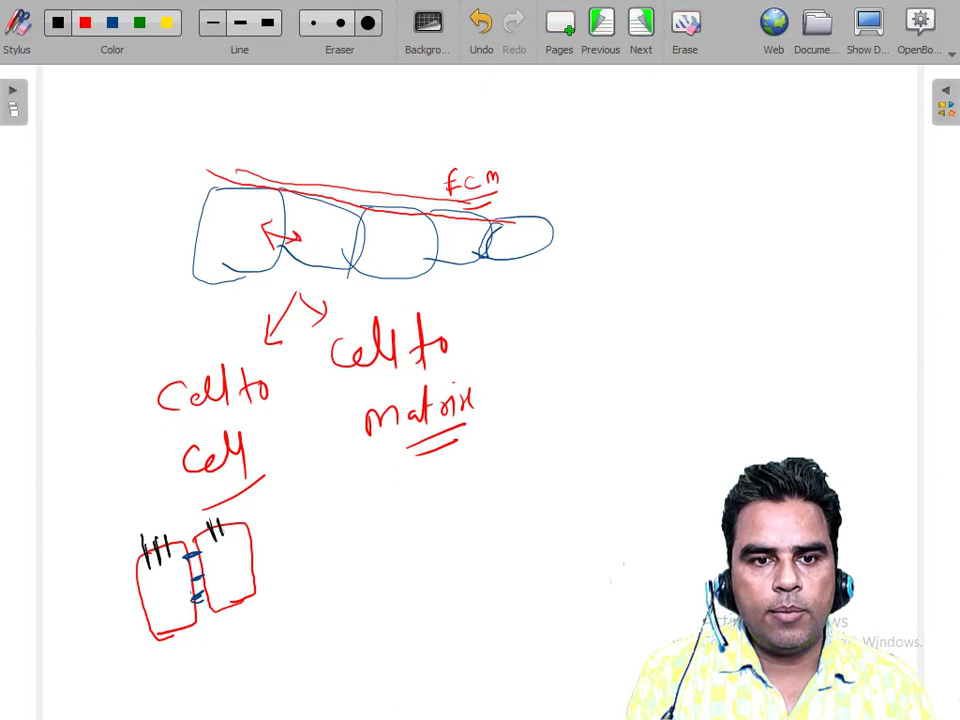 Stylus
Color
Line
Eraser
Backgro...
Undo
Redo
Pages
Previous
Next
Erase
Web
Docume...
Show D...
OpenBo...
ECM
Cell to
matrix
Cell to
Cell
Windows.